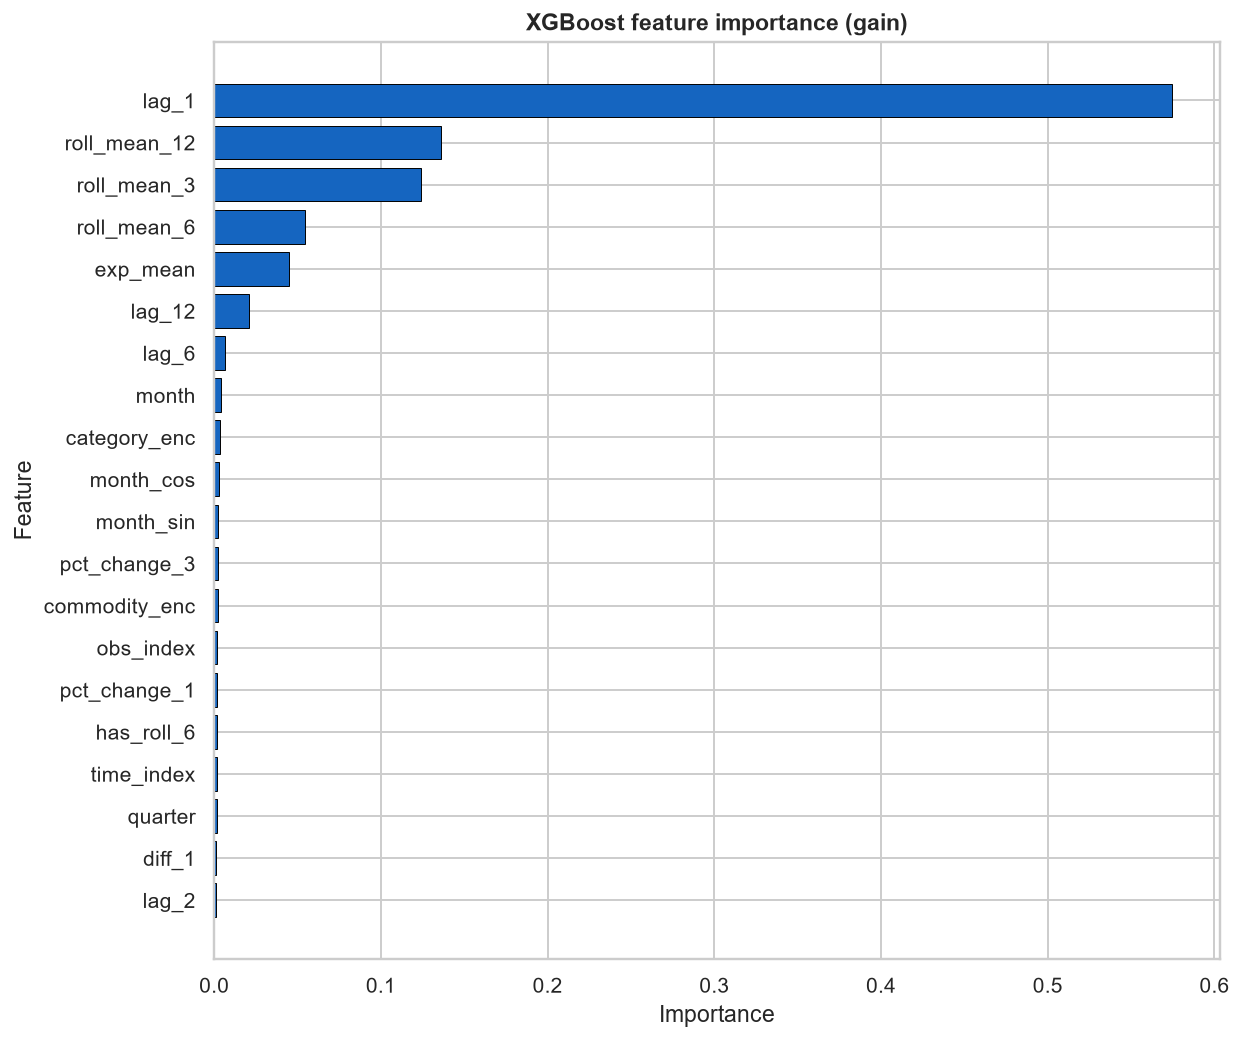 XGBoost feature importance (gain)
lag_1
roll_mean_12
roll_mean_3
roll_mean_6
exp_mean
lag_12
lag_6
month
category_enc
month_cos
month_sin
pct_change_3
commodity_enc
obs_index
pct_change_1
has_roll_6
time_index
quarter
diff_1
lag_2
Feature
0.0 0.1 0.2 0.3 0.4 0.5 0.6
Importance